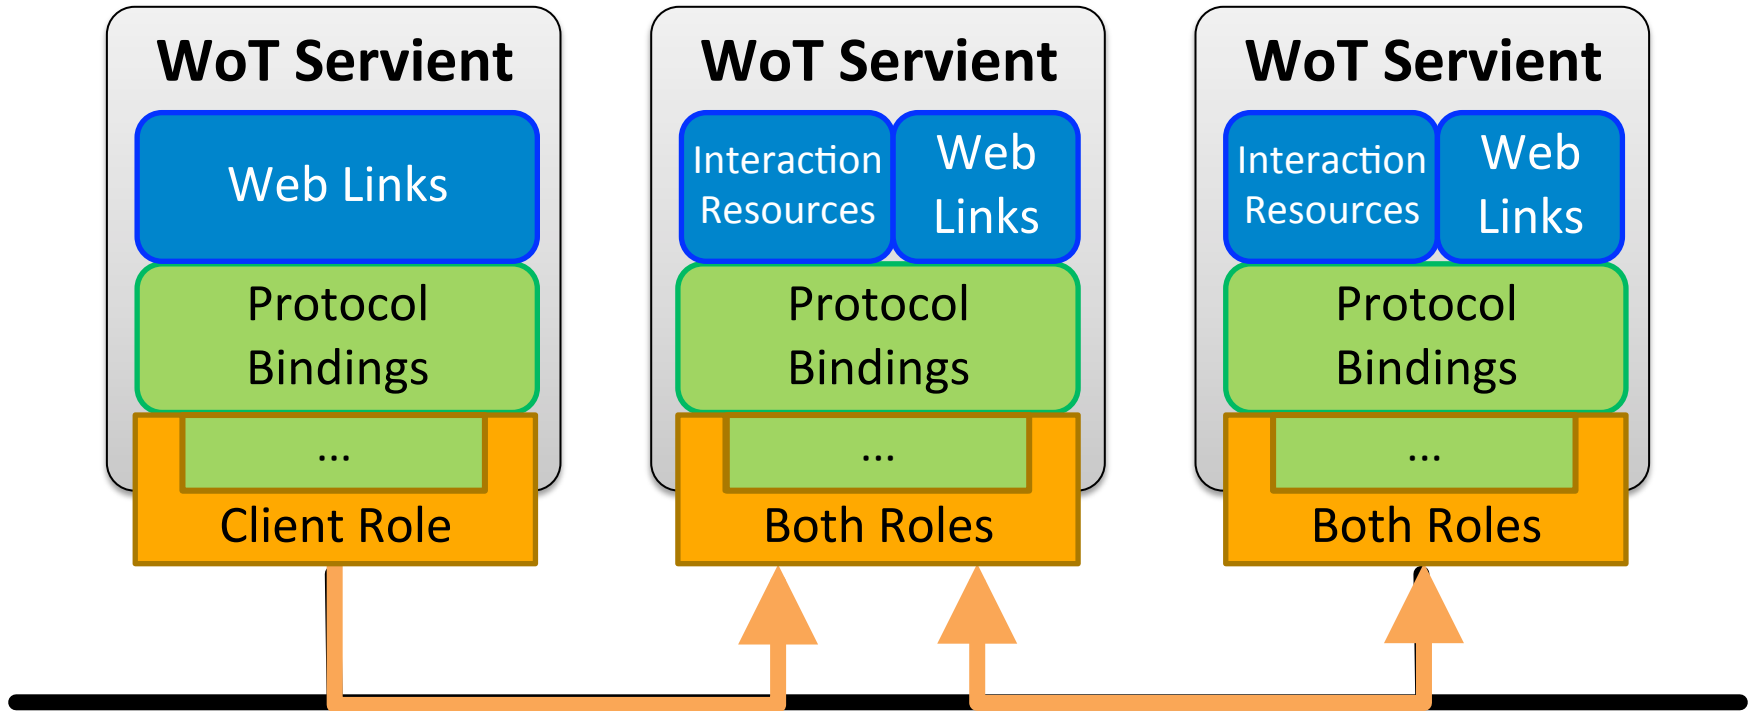 WoT Servient
Web Links
Protocol
Bindings
...
Client Role
WoT Servient
Interaction
Resources
Web
Links
Protocol
Bindings
...
Both Roles
WoT Servient
Interaction
Resources
Web
Links
Protocol
Bindings
...
Both Roles